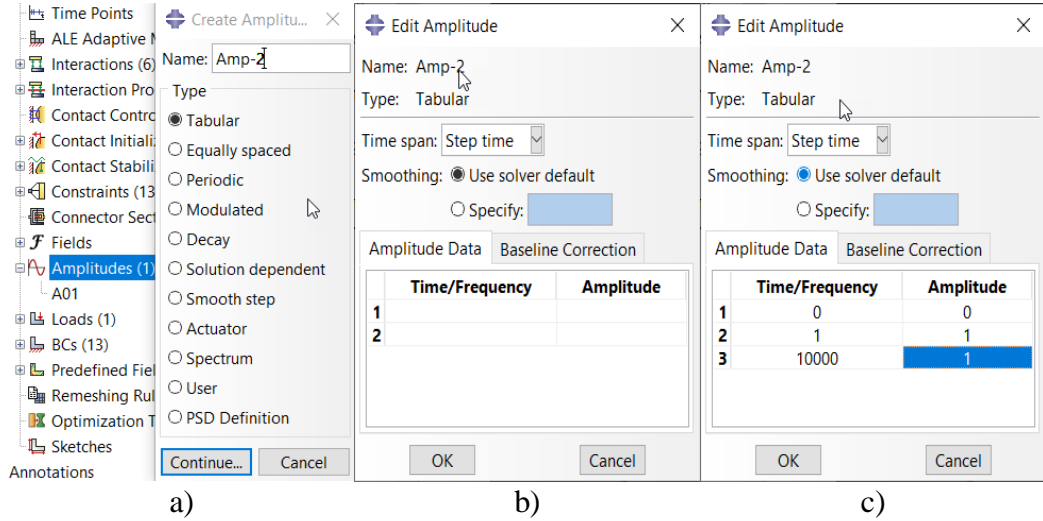 Time Points
ALE Adaptive M
Interactions (6)
Interaction Pro
Contact Contro
Contact Initializ
Contact Stabili
Constraints (13
Connector Sect
Fields
Amplitudes (1)
A01
Loads (1)
BCs (13)
Predefined Fiel
Remeshing Rul
Optimization T
Sketches
Annotations
Create Amplitu...
Name: Amp-2
Type
Tabular
Equally spaced
Periodic
Modulated
Decay
Solution dependent
Smooth step
Actuator
Spectrum
User
PSD Definition
Continue... Cancel
a)
Edit Amplitude
Name: Amp-2
Type: Tabular
Time span: Step time
Smoothing: Use solver default
Specify:
Amplitude Data Baseline Correction
Time/Frequency Amplitude
1
2
OK Cancel
b)
Edit Amplitude
Name: Amp-2
Type: Tabular
Time span: Step time
Smoothing: Use solver default
Specify:
Amplitude Data Baseline Correction
Time/Frequency Amplitude
1 0 0
2 1 1
3 10000 1
OK Cancel
c)